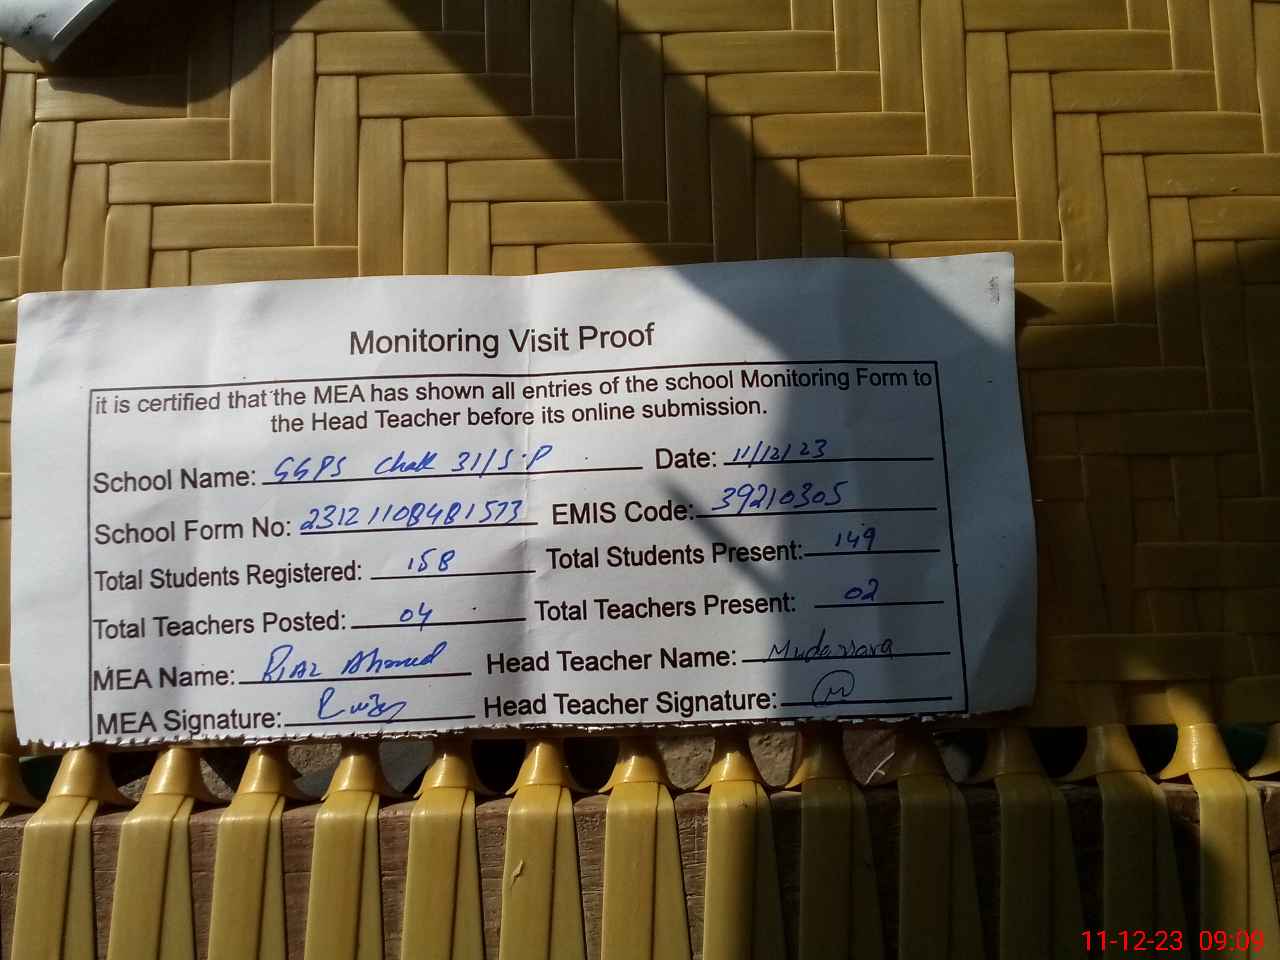 Monitoring Visit Proof
it is certified that the MEA has shown all entries of the school Monitoring Form to
the Head Teacher before its online submission.
School Name: GGPS Chak 31/S.P Date: 11/12/23
School Form No: 2312 1108481573 EMIS Code: 39210305
Total Students Registered: 158 Total Students Present: 149
Total Teachers Posted: 04 Total Teachers Present: 02
MEA Name: Riaz Ahmed Head Teacher Name: Mudassara
MEA Signature: Head Teacher Signature:
11-12-23 09:09